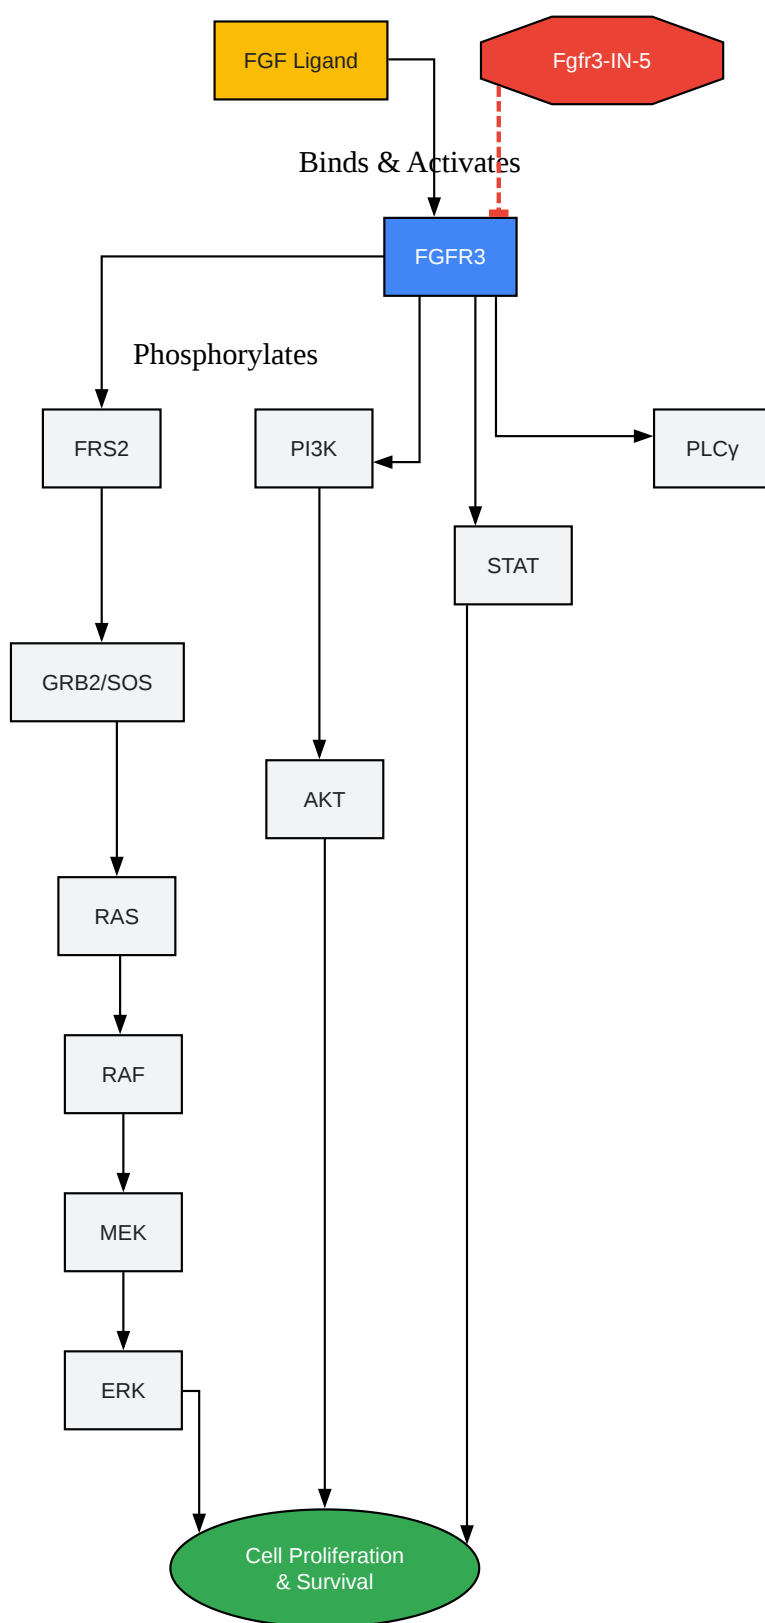 FGF Ligand
Fgfr3-IN-5
Binds & Activates
FGFR3
Phosphorylates
FRS2
PI3K
PLCγ
STAT
GRB2/SOS
AKT
RAS
RAF
MEK
ERK
Cell Proliferation
& Survival